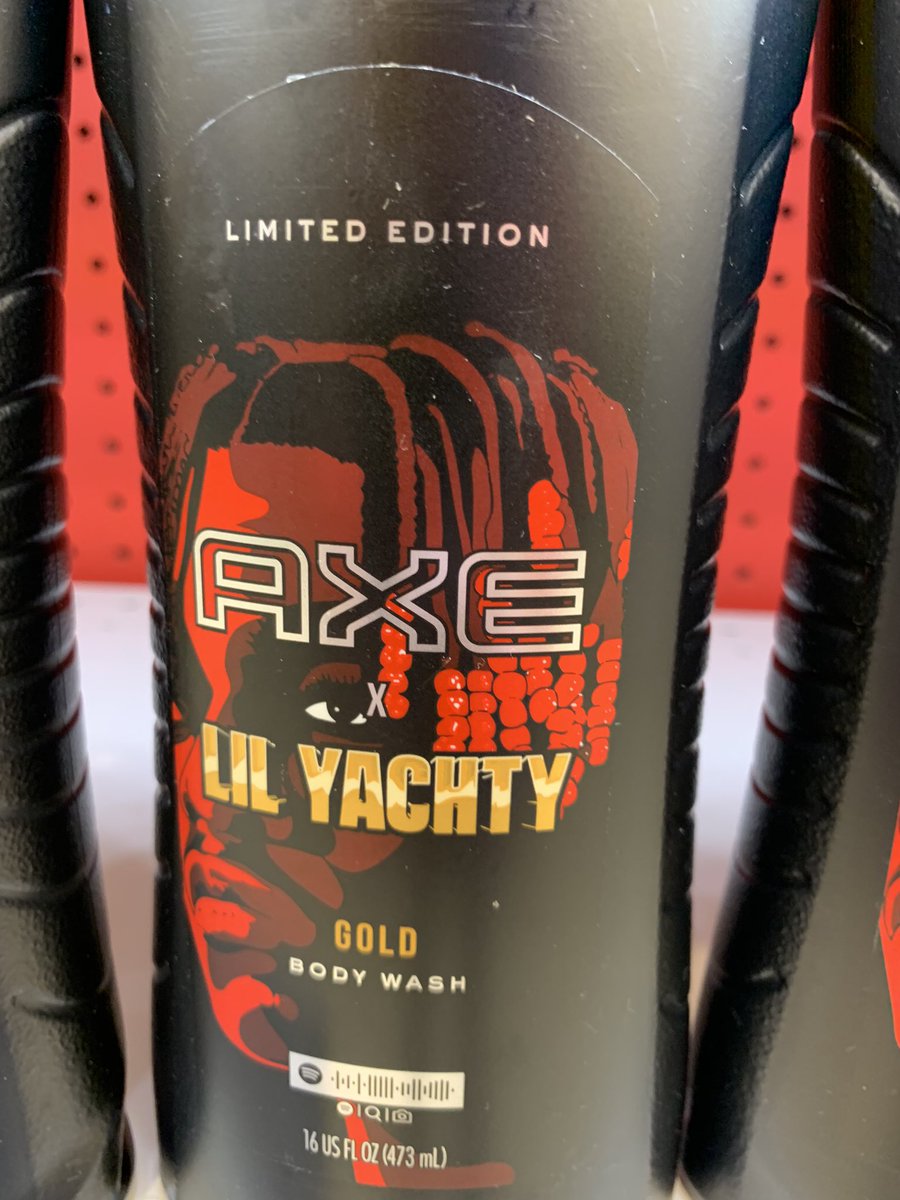 LIMITED EDITION
AXE
X
LIL YACHTY
GOLD
BODY WASH
16 US FL OZ (473 mL)